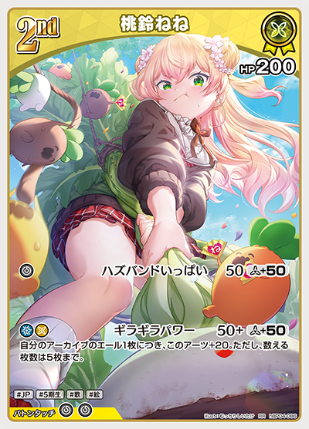 2nd
桃鈴ねね
HP200
ね
ハズバンドいっぱい 50 +50
ギラギラパワー 50+ +50
自分のアーカイブのエール1枚につき、このアーツ+20。ただし、数える
枚数は5枚まで。
#JP #5期生 #数 #絵
バトンタッチ